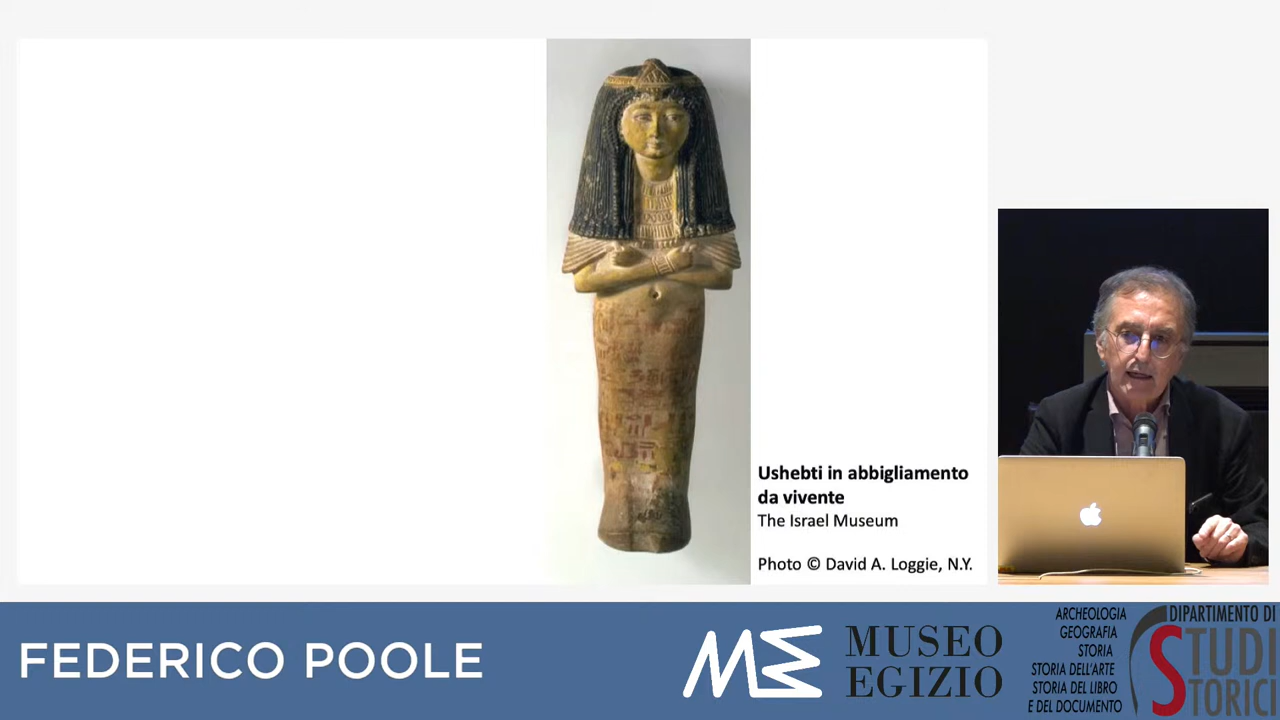 Ushebti in abbigliamento
da vivente
The Israel Museum
Photo © David A. Loggie, N.Y.
FEDERICO POOLE
ME
MUSEO
EGIZIO
ARCHEOLOGIA
GEOGRAFIA
STORIA
STORIA DELL'ARTE
STORIA DEL LIBRO
E DEL DOCUMENTO
DIPARTIMENTO DI
STUDI
STORICI